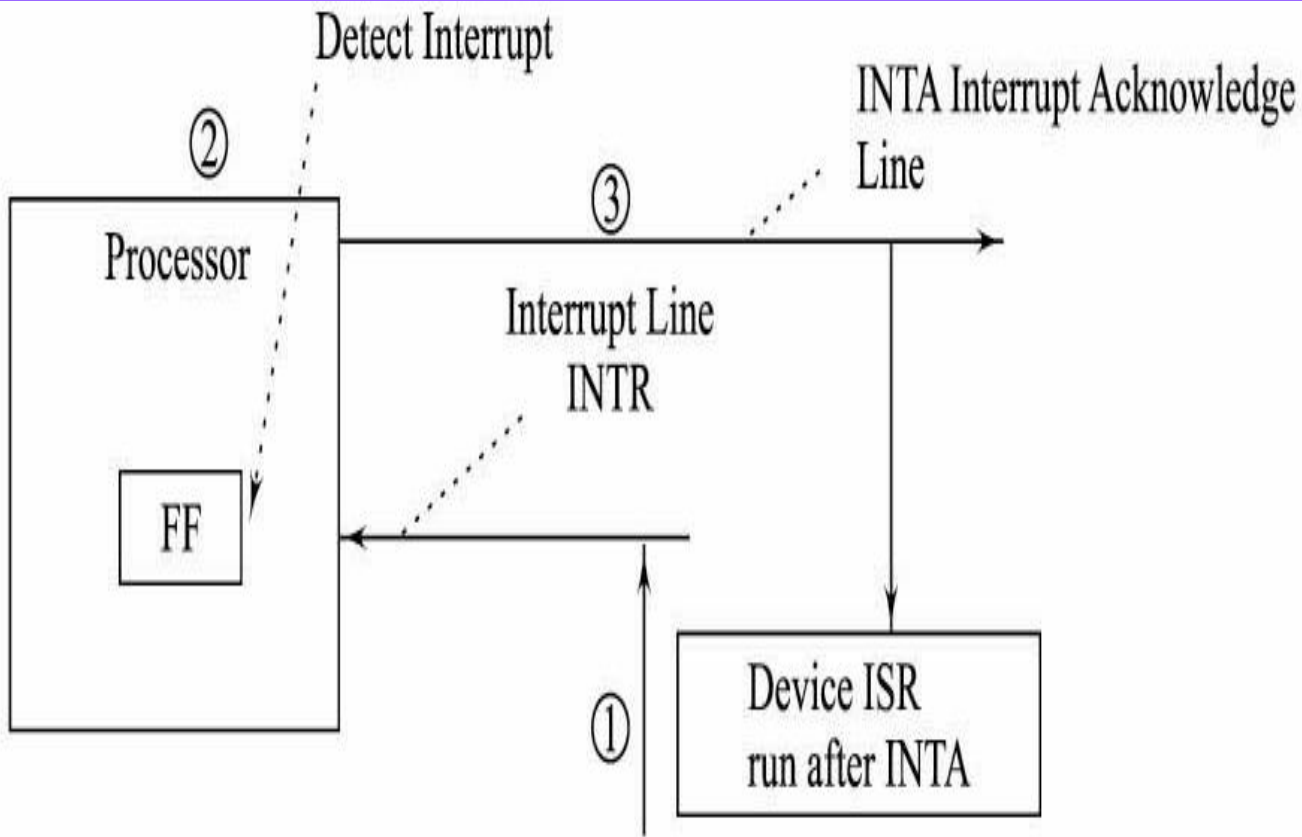 Detect Interrupt
INTA Interrupt Acknowledge
Line
②
③
Processor
Interrupt Line
INTR
FF
①
Device ISR
run after INTA